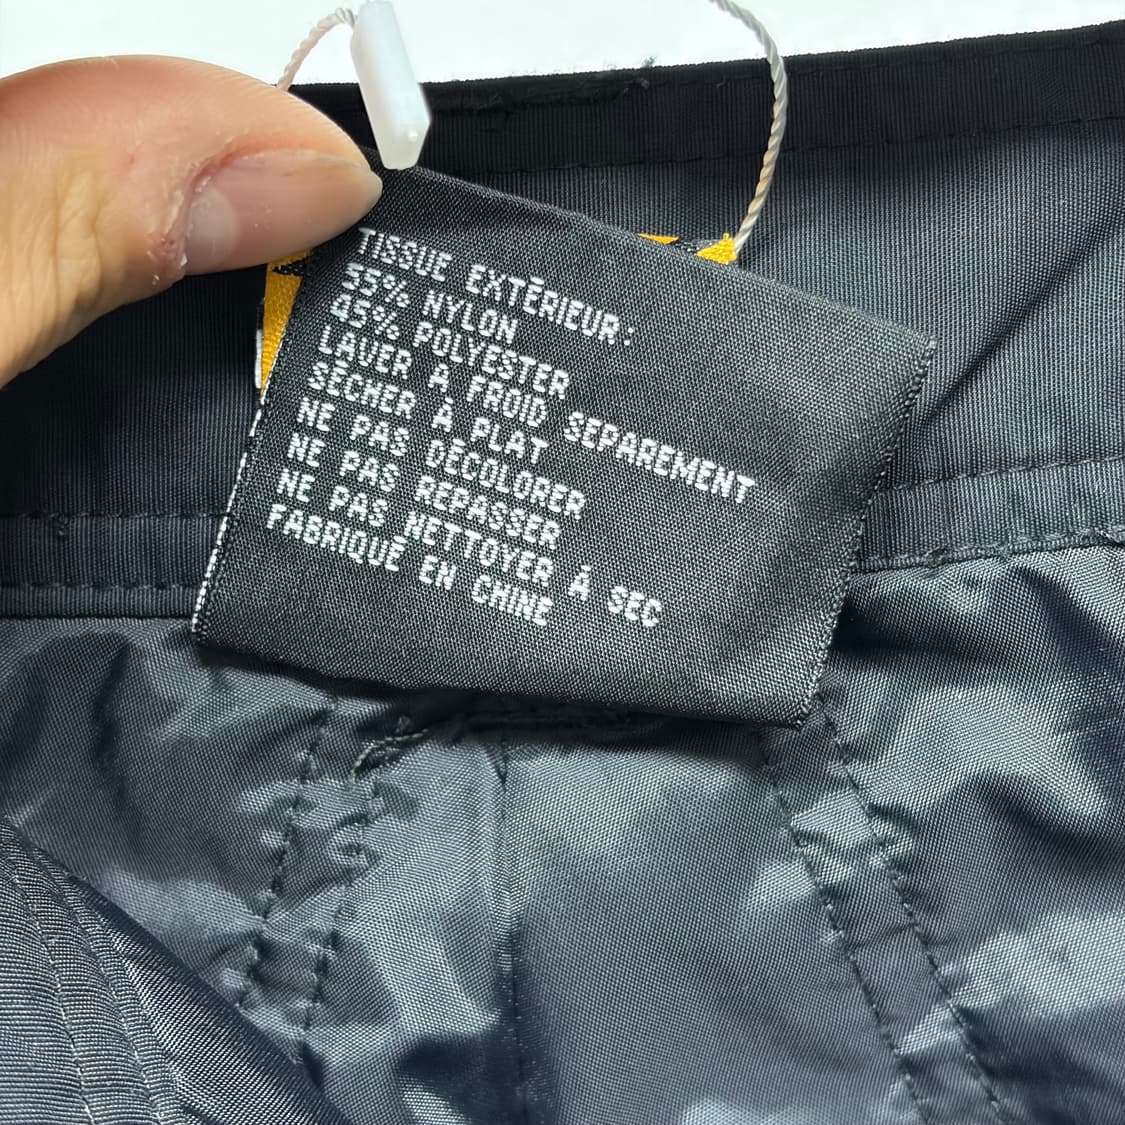 TISSUE EXTÉRIEUR:
55% NYLON
45% POLYESTER
LAVER A FROID SEPAREMENT
SÉCHER À PLAT
NE PAS DÉCOLORER
NE PAS REPASSER
NE PAS NETTOYER À SEC
FABRIQUÉ EN CHINE